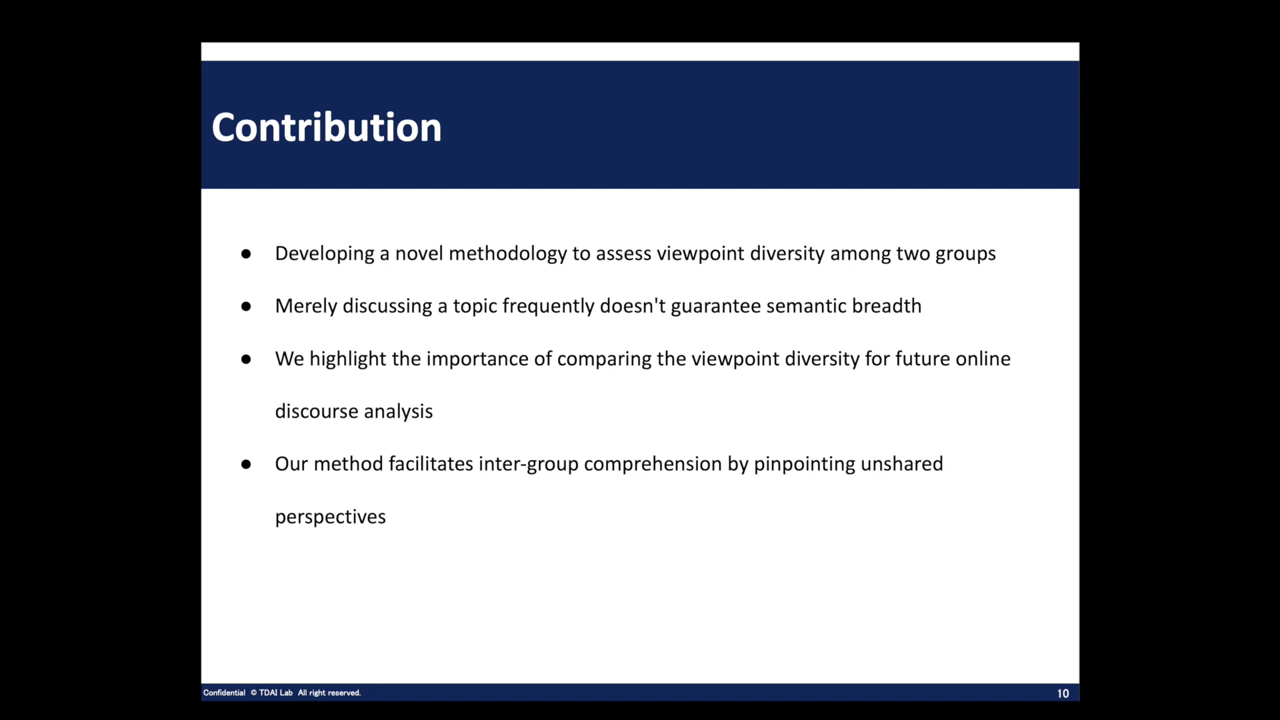 Contribution
● Developing a novel methodology to assess viewpoint diversity among two groups
● Merely discussing a topic frequently doesn't guarantee semantic breadth
● We highlight the importance of comparing the viewpoint diversity for future online
discourse analysis
● Our method facilitates inter-group comprehension by pinpointing unshared
perspectives
Confidential © TDAI Lab All right reserved.
10